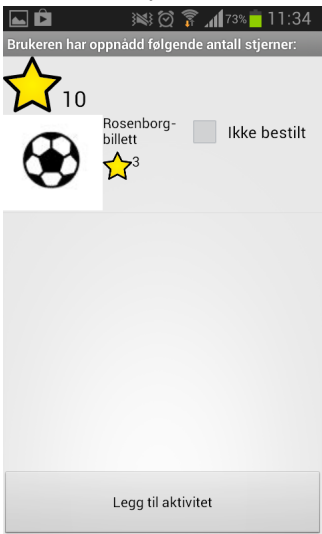 73% 11:34
Brukeren har oppnådd følgende antall stjerner:
10
Rosenborg-
billett
3
Ikke bestilt
Legg til aktivitet